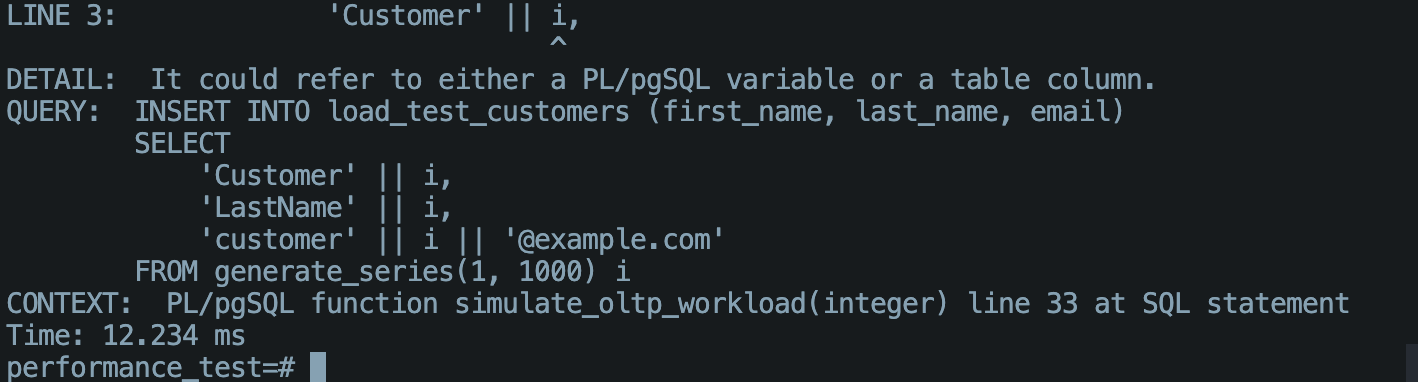 LINE 3:             'Customer' || i,
                                  ^
DETAIL:  It could refer to either a PL/pgSQL variable or a table column.
QUERY:  INSERT INTO load_test_customers (first_name, last_name, email)
        SELECT
            'Customer' || i,
            'LastName' || i,
            'customer' || i || '@example.com'
        FROM generate_series(1, 1000) i
CONTEXT:  PL/pgSQL function simulate_oltp_workload(integer) line 33 at SQL statement
Time: 12.234 ms
performance_test=#